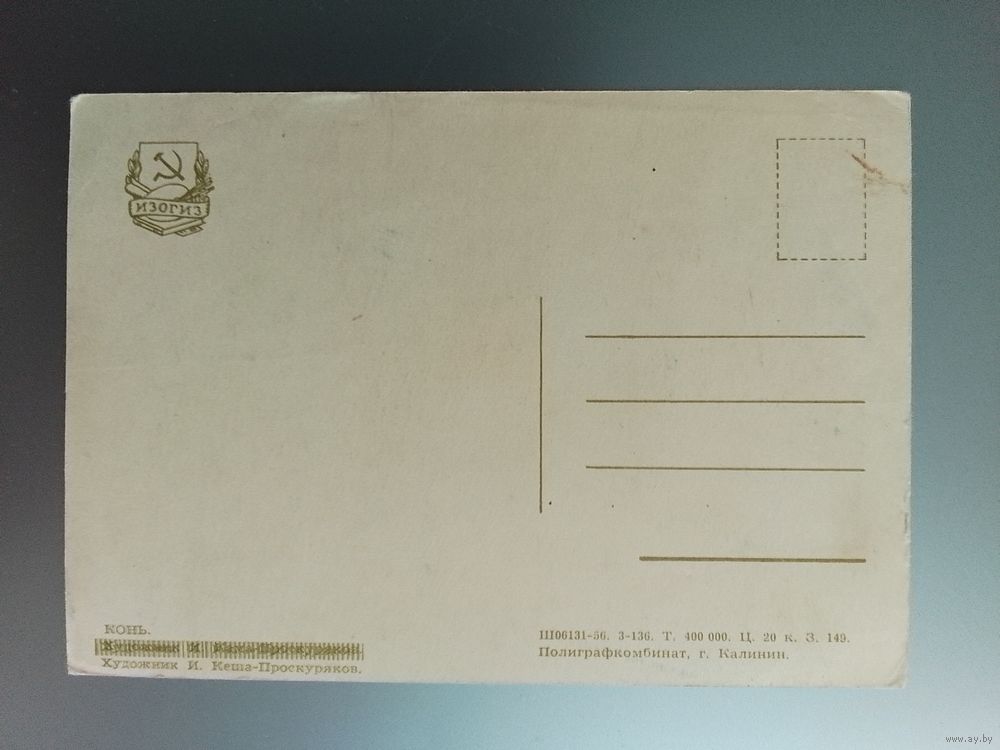 ИЗОГИЗ
КОНЬ.
Художник И. Кеша-Проскуряков.
Ш06131-56. 3-136. Т. 400 000. Ц. 20 к. З. 149.
Полиграфкомбинат, г. Калинин.
www.ay.by